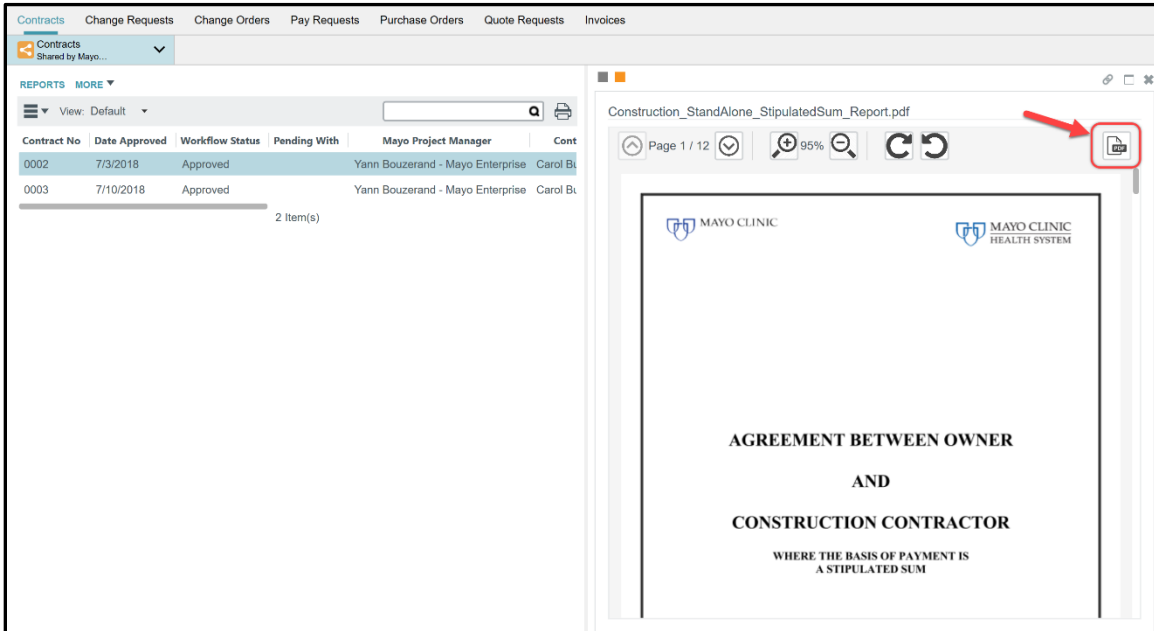 Contracts Change Requests Change Orders Pay Requests Purchase Orders Quote Requests Invoices
Contracts
Shared by Mayo...
REPORTS MORE
View: Default
Contract No Date Approved Workflow Status Pending With Mayo Project Manager Cont
0002 7/3/2018 Approved Yann Bouzerand - Mayo Enterprise Carol Bu
0003 7/10/2018 Approved Yann Bouzerand - Mayo Enterprise Carol Bu
2 Item(s)
Construction_StandAlone_StipulatedSum_Report.pdf
Page 1 / 12 95%
PDF
MAYO CLINIC
MAYO CLINIC
HEALTH SYSTEM
AGREEMENT BETWEEN OWNER
AND
CONSTRUCTION CONTRACTOR
WHERE THE BASIS OF PAYMENT IS
A STIPULATED SUM